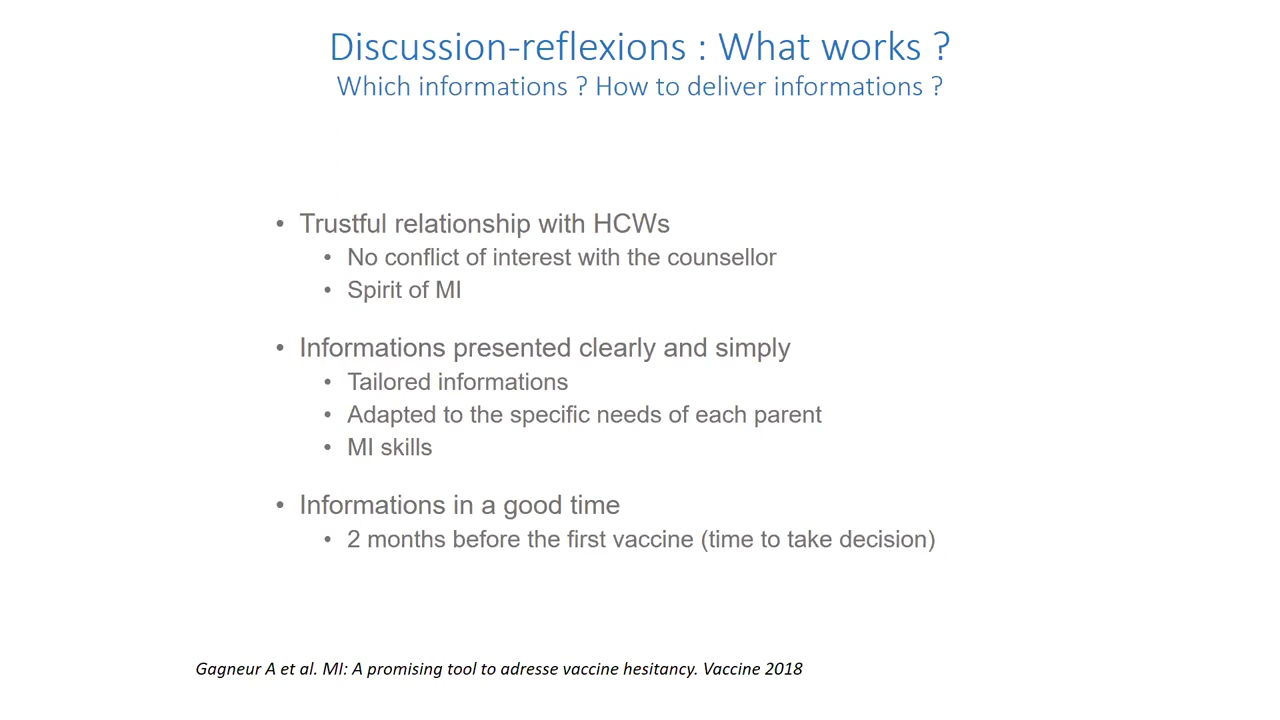 Discussion-reflexions : What works ?
Which informations ? How to deliver informations ?
• Trustful relationship with HCWs
• No conflict of interest with the counsellor
• Spirit of MI
• Informations presented clearly and simply
• Tailored informations
• Adapted to the specific needs of each parent
• MI skills
• Informations in a good time
• 2 months before the first vaccine (time to take decision)
Gagneur A et al. MI: A promising tool to adresse vaccine hesitancy. Vaccine 2018